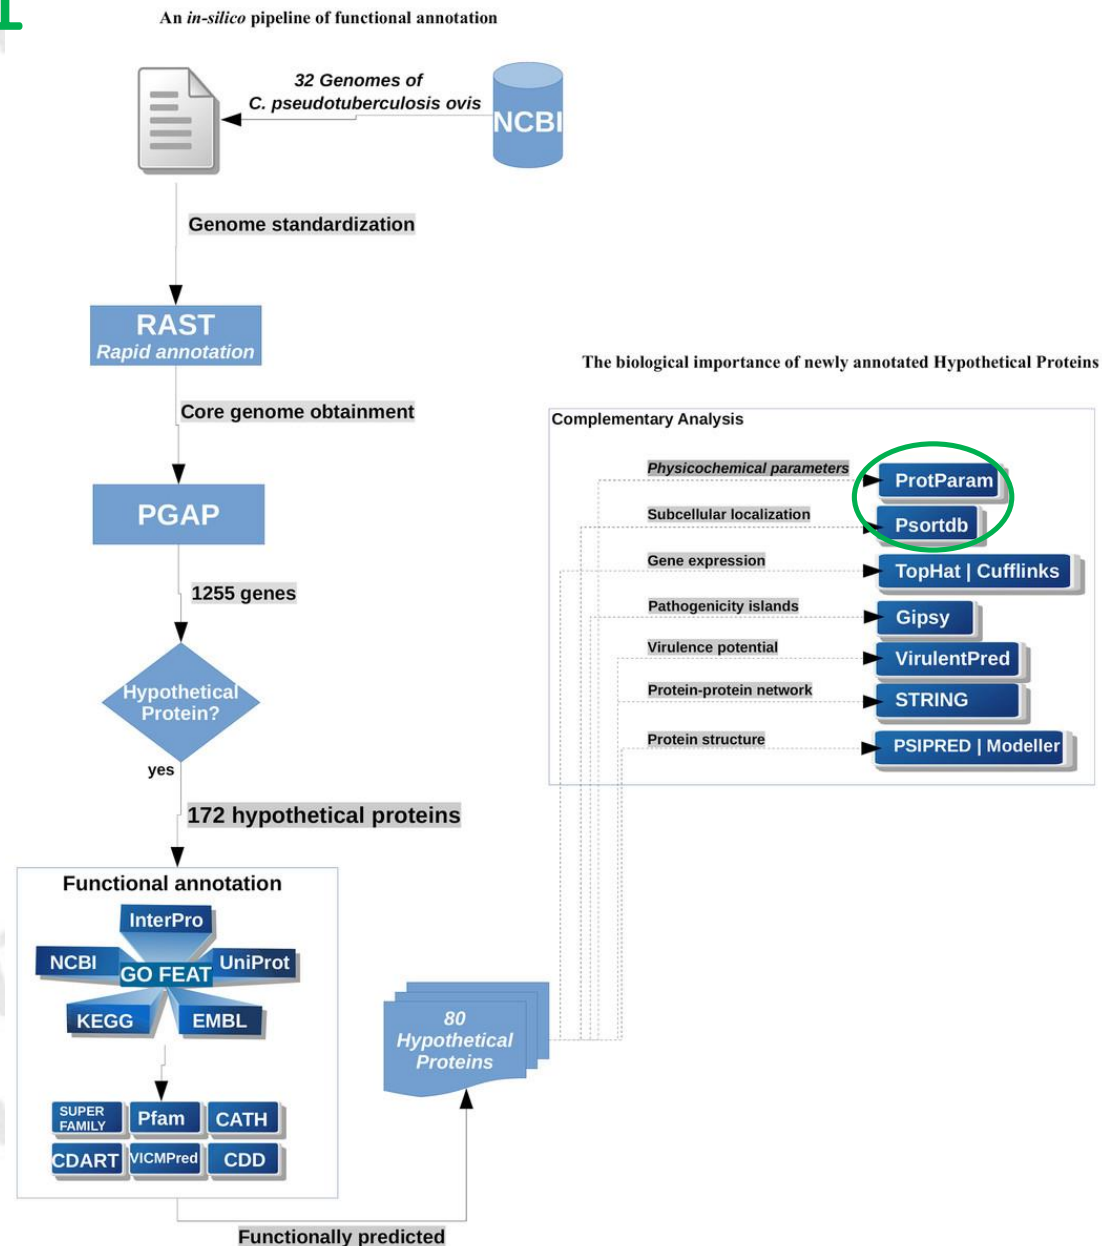 1
An in-silico pipeline of functional annotation
32 Genomes of
C. pseudotuberculosis ovis
NCBI
Genome standardization
RAST
Rapid annotation
Core genome obtainment
PGAP
1255 genes
Hypothetical
Protein?
yes
172 hypothetical proteins
Functional annotation
InterPro
NCBI
GO FEAT
UniProt
KEGG
EMBL
SUPER
FAMILY
Pfam
CATH
CDART
VICMPred
CDD
Functionally predicted
80
Hypothetical
Proteins
The biological importance of newly annotated Hypothetical Proteins
Complementary Analysis
Physicochemical parameters
ProtParam
Subcellular localization
Psortdb
Gene expression
TopHat | Cufflinks
Pathogenicity islands
Gipsy
Virulence potential
VirulentPred
Protein-protein network
STRING
Protein structure
PSIPRED | Modeller